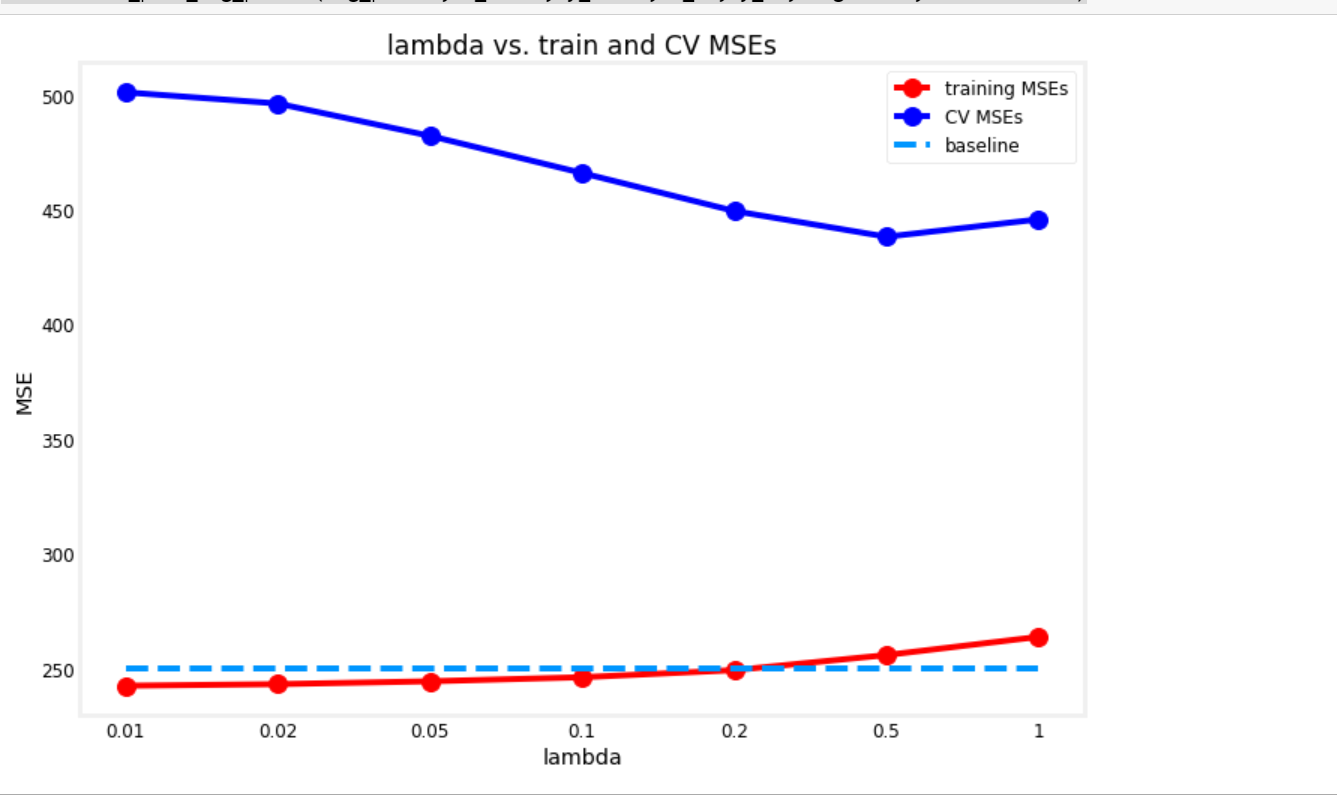 lambda vs. train and CV MSEs
training MSEs
CV MSEs
baseline
500
450
400
350
300
250
MSE
0.01 0.02 0.05 0.1 0.2 0.5 1
lambda